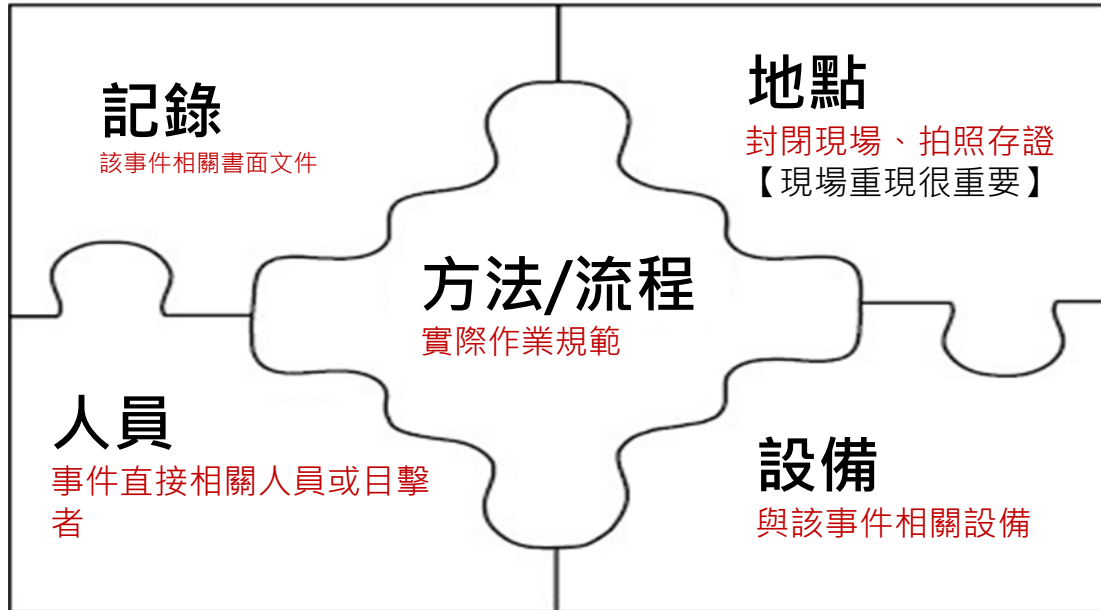 記錄
該事件相關書面文件
地點
封閉現場、拍照存證
【現場重現很重要】
方法/流程
實際作業規範
人員
事件直接相關人員或目擊
者
設備
與該事件相關設備